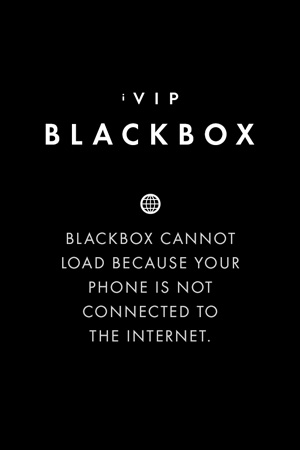 iVIP
BLACKBOX
BLACKBOX CANNOT
LOAD BECAUSE YOUR
PHONE IS NOT
CONNECTED TO
THE INTERNET.